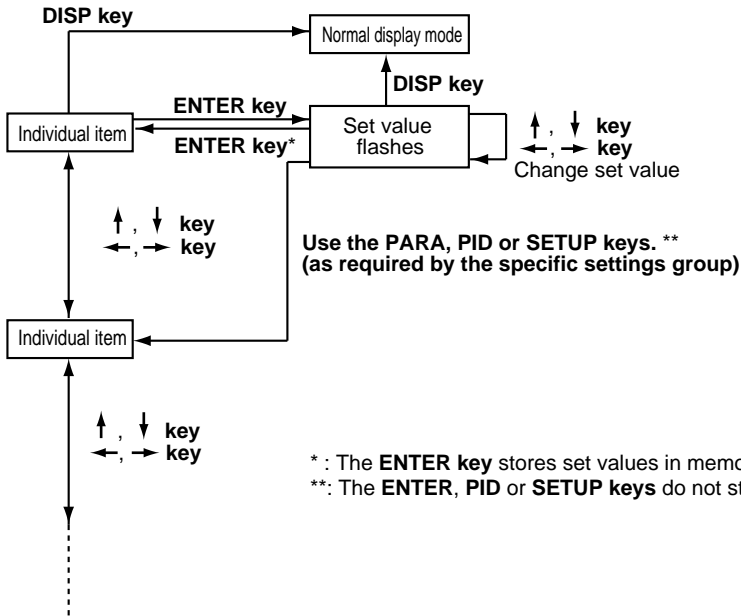 DISP key
Normal display mode
DISP key
ENTER key
Individual item
Set value
flashes
ENTER key*
↑, ↓ key
←, → key
Change set value
↑, ↓ key
←, → key
Use the PARA, PID or SETUP keys. **
(as required by the specific settings group)
Individual item
↑, ↓ key
←, → key
* : The ENTER key stores set values in
**: The ENTER, PID or SETUP keys do not